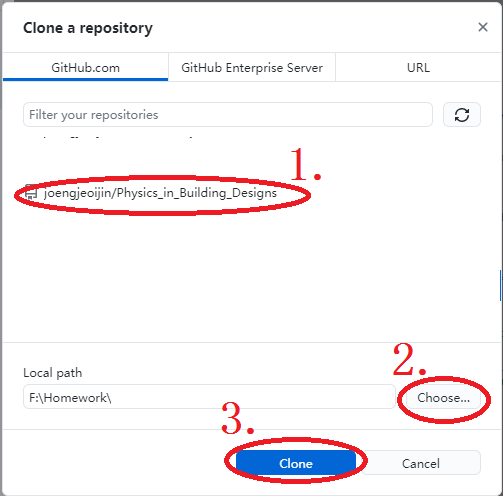 Clone a repository
GitHub.com
GitHub Enterprise Server
URL
Filter your repositories
1.
joengjeoijin/Physics_in_Building_Designs
2.
Local path
F:\Homework\
Choose...
3.
Clone
Cancel